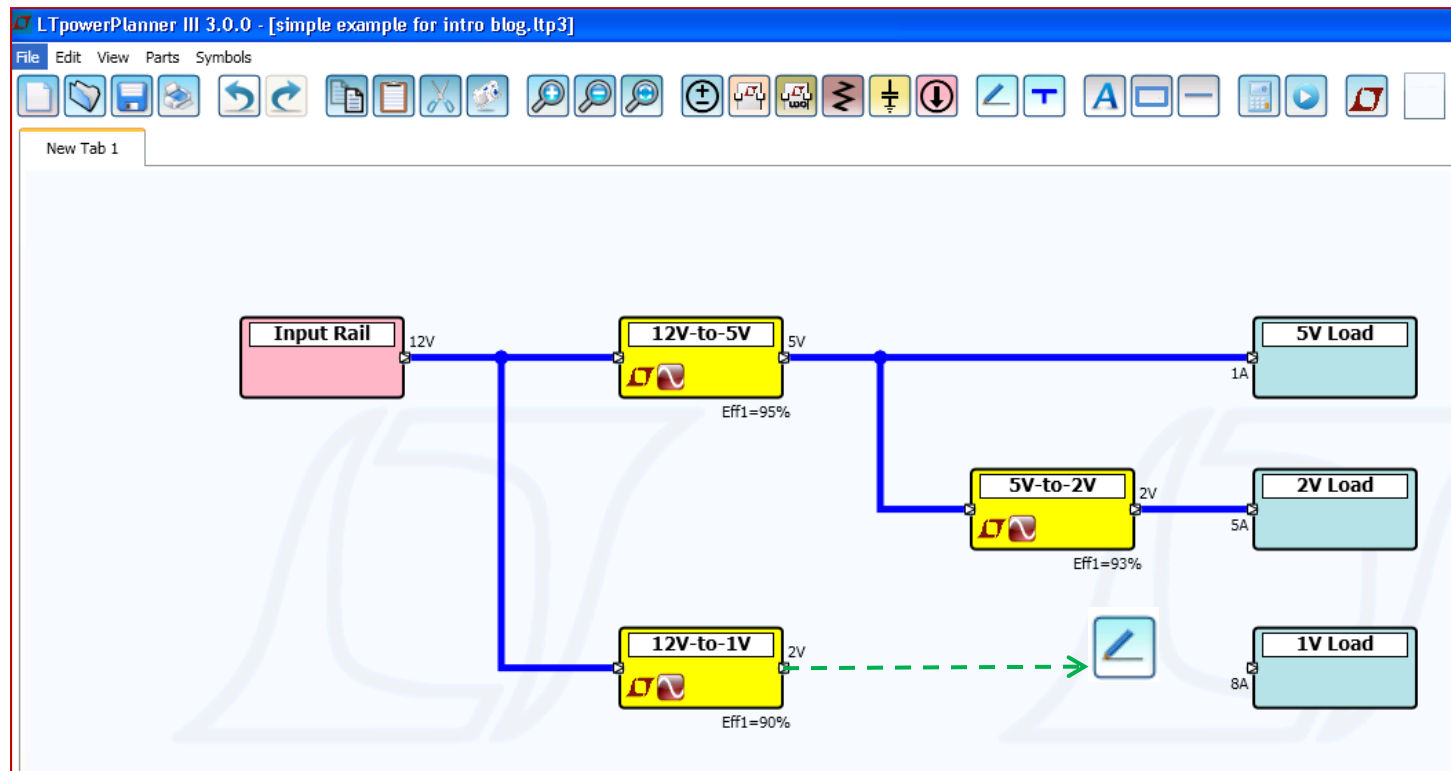 LTpowerPlanner III 3.0.0 - [simple example for intro blog.ltp3]
File Edit View Parts Symbols
A
New Tab 1
Input Rail
12V
12V-to-5V
5V
Eff1=95%
5V Load
1A
5V-to-2V
2V
Eff1=93%
2V Load
5A
12V-to-1V
2V
Eff1=90%
1V Load
8A